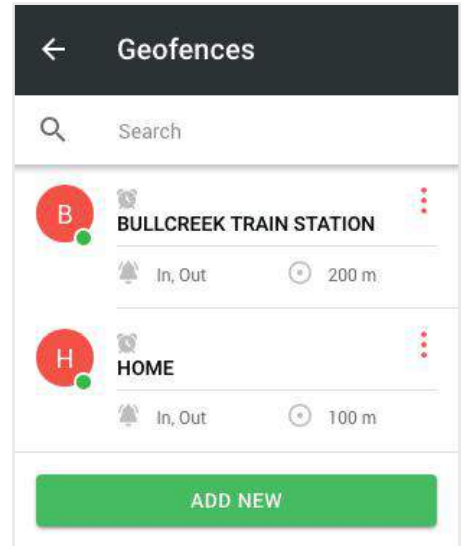 Geofences
Search
B
BULLCREEK TRAIN STATION
In, Out 200 m
H
HOME
In, Out 100 m
ADD NEW